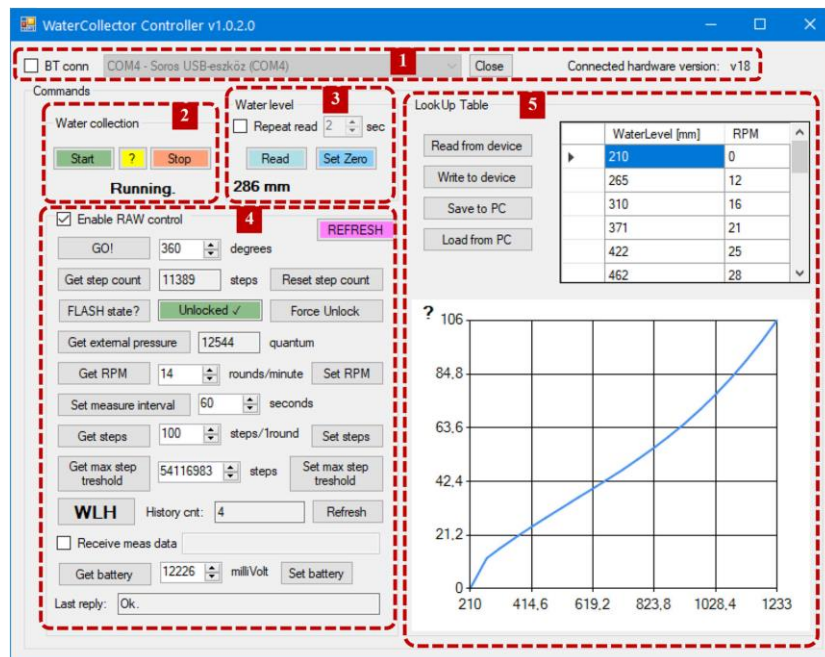 WaterCollector Controller v1.0.2.0
1
BT conn COM4 - Soros USB-eszköz (COM4) Close Connected hardware version: v18
Commands
2
Water collection
Start ? Stop
Running.
3
Water level
Repeat read 2 sec
Read Set Zero
286 mm
4
Enable RAW control
REFRESH
GO! 360 degrees
Get step count 11389 steps Reset step count
FLASH state? Unlocked ✓ Force Unlock
Get external pressure 12544 quantum
Get RPM 14 rounds/minute Set RPM
Set measure interval 60 seconds
Get steps 100 steps/1round Set steps
Get max step treshold 54116983 steps Set max step treshold
WLH History cnt: 4 Refresh
Receive meas data
Get battery 12226 milliVolt Set battery
Last reply: Ok.
5
LookUp Table
Read from device
Write to device
Save to PC
Load from PC
WaterLevel [mm] RPM
210 0
265 12
310 16
371 21
422 25
462 28
?
106
84,8
63,6
42,4
21,2
0
210 414,6 619,2 823,8 1028,4 1233